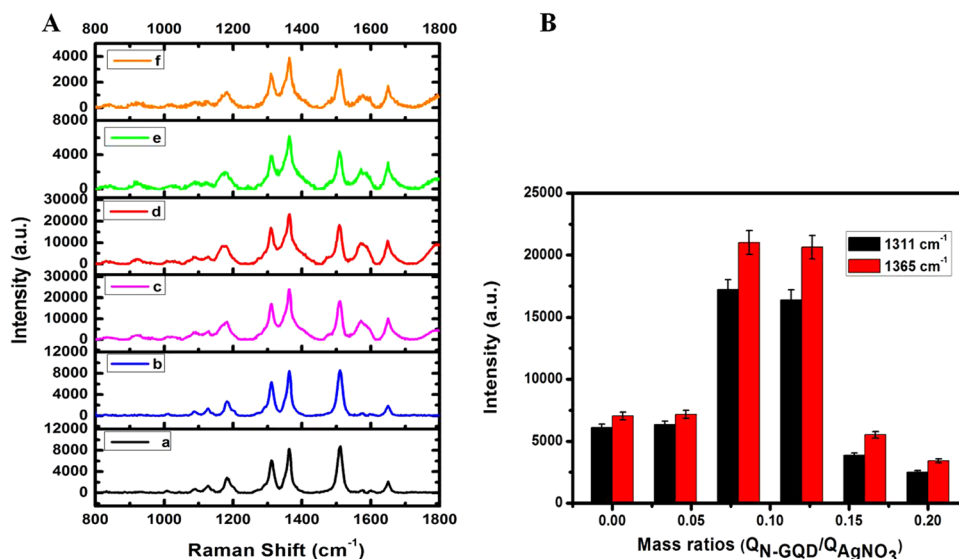 A
B
800 1000 1200 1400 1600 1800
4000
2000
0
f
8000
4000
0
e
30000
20000
10000
0
d
30000
20000
10000
0
c
12000
8000
4000
0
b
12000
8000
4000
0
a
800 1000 1200 1400 1600 1800
Intensity (a.u.)
Raman Shift (cm⁻¹)
25000
20000
15000
10000
5000
0
1311 cm⁻¹
1365 cm⁻¹
Intensity (a.u.)
0.00 0.05 0.10 0.15 0.20
Mass ratios (Q_N-GQD/Q_AgNO₃)